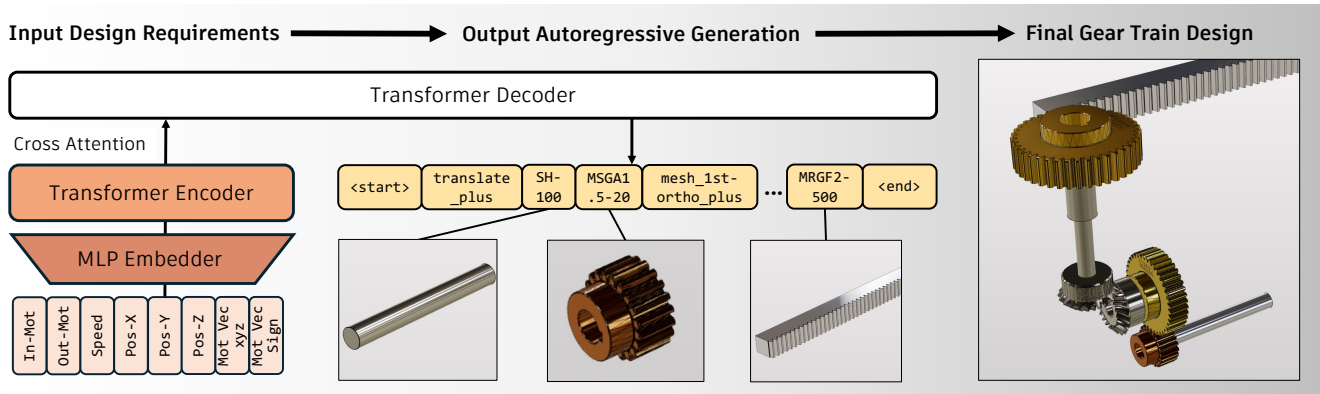 Input Design Requirements
Output Autoregressive Generation
Final Gear Train Design
Transformer Decoder
Cross Attention
Transformer Encoder
MLP Embedder
In-Mot
Out-Mot
Speed
Pos-X
Pos-Y
Pos-Z
Mot Vec
xyz
Mot Vec
Sign
<start>
translate
_plus
SH-
100
MSGA1
.5-20
mesh_1st-
ortho_plus
...
MRGF2-
500
<end>